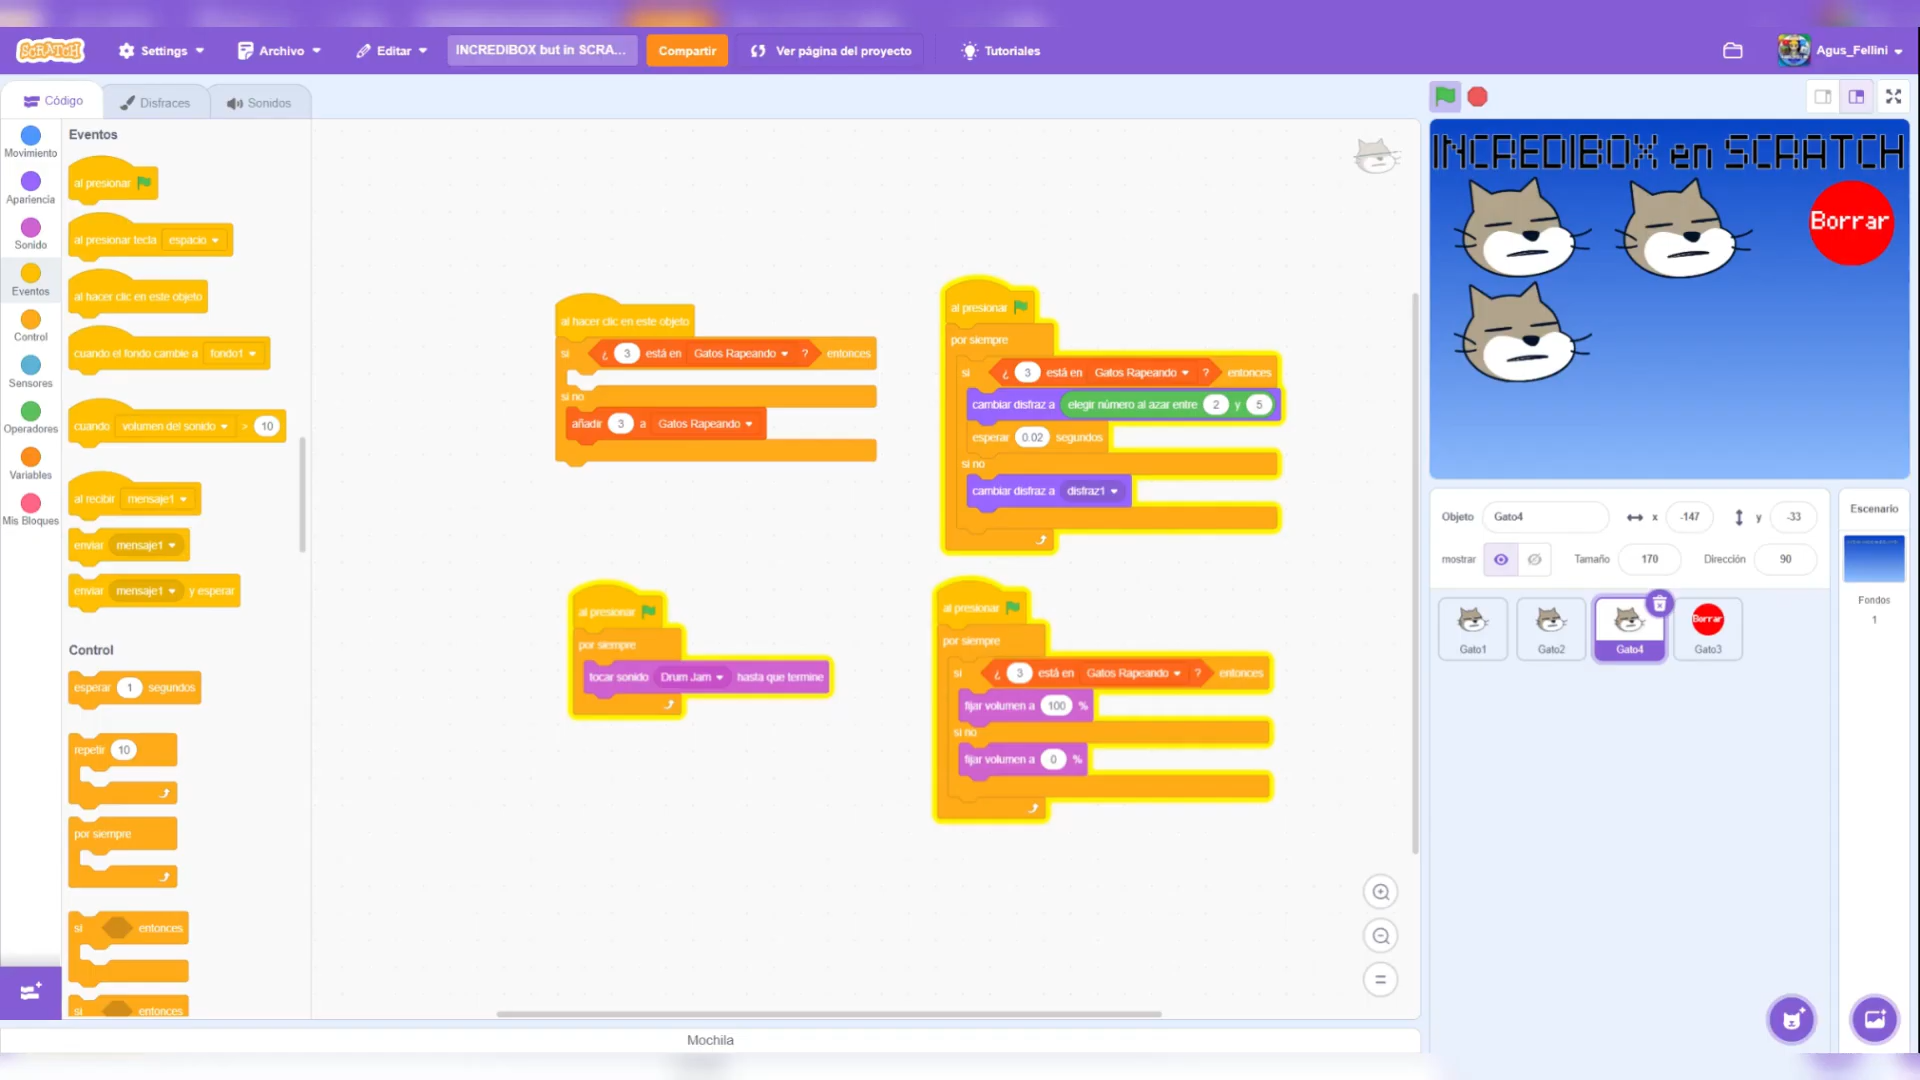 SCRATCH
Settings
Archivo
Editar
INCREDIBOX but in SCRA...
Compartir
Ver página del proyecto
Tutoriales
Agus_Fellini
Código
Disfraces
Sonidos
Movimiento
Apariencia
Sonido
Eventos
Control
Sensores
Operadores
Variables
Mis Bloques
Eventos
al presionar
al presionar tecla espacio
al hacer clic en este objeto
cuando el fondo cambie a fondo1
cuando volumen del sonido > 10
al recibir mensaje1
enviar mensaje1
enviar mensaje1 y esperar
Control
esperar 1 segundos
repetir 10
por siempre
si entonces
si entonces
al hacer clic en este objeto
si ¿ 3 está en Gatos Rapeando ? entonces
si no
añadir 3 a Gatos Rapeando
al presionar
por siempre
si ¿ 3 está en Gatos Rapeando ? entonces
cambiar disfraz a elegir número al azar entre 2 y 5
esperar 0.02 segundos
si no
cambiar disfraz a disfraz1
al presionar
por siempre
tocar sonido Drum Jam hasta que termine
al presionar
por siempre
si ¿ 3 está en Gatos Rapeando ? entonces
fijar volumen a 100 %
si no
fijar volumen a 0 %
Mochila
INCREDIBOX en SCRATCH
Borrar
Objeto Gato4 x -147 y -33
mostrar Tamaño 170 Dirección 90
Gato1
Gato2
Gato4
Borrar
Gato3
Escenario
Fondos
1